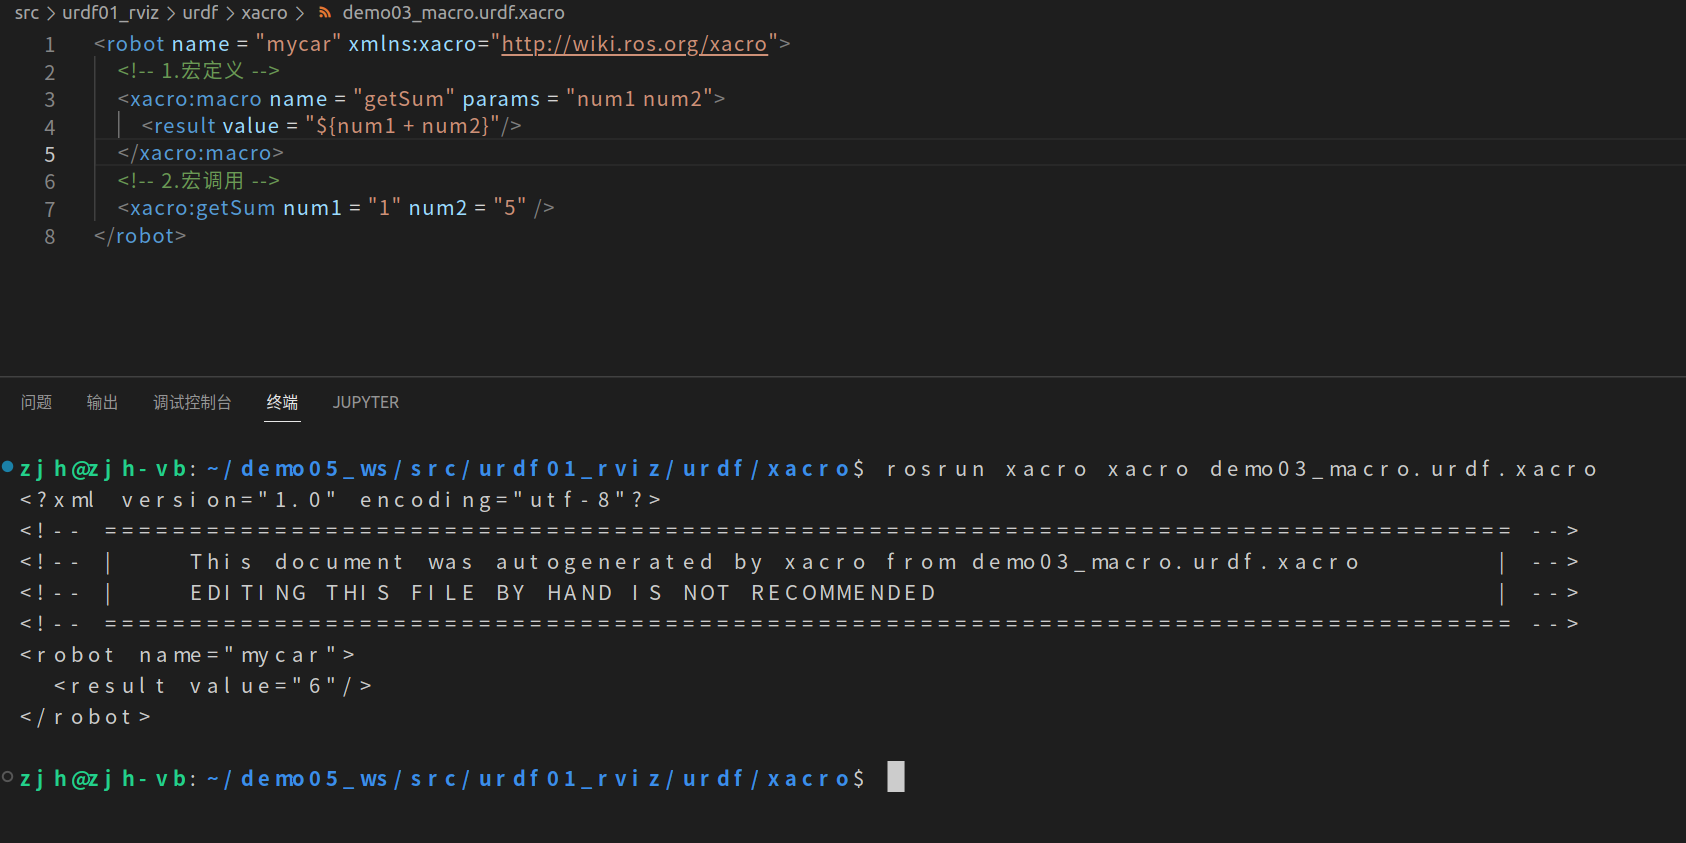 src > urdf01_rviz > urdf > xacro > demo03_macro.urdf.xacro
1 <robot name = "mycar" xmlns:xacro="http://wiki.ros.org/xacro">
2 <!-- 1.宏定义 -->
3 <xacro:macro name = "getSum" params = "num1 num2">
4 <result value = "${num1 + num2}"/>
5 </xacro:macro>
6 <!-- 2.宏调用 -->
7 <xacro:getSum num1 = "1" num2 = "5" />
8 </robot>
问题 输出 调试控制台 终端 JUPYTER
zjh@zjh-vb:~/demo05_ws/src/urdf01_rviz/urdf/xacro$ rosrun xacro xacro demo03_macro.urdf.xacro
<?xml version="1.0" encoding="utf-8"?>
<!-- =================================================================================== -->
<!-- |    This document was autogenerated by xacro from demo03_macro.urdf.xacro        | -->
<!-- |    EDITING THIS FILE BY HAND IS NOT RECOMMENDED                                 | -->
<!-- =================================================================================== -->
<robot name="mycar">
  <result value="6"/>
</robot>
zjh@zjh-vb:~/demo05_ws/src/urdf01_rviz/urdf/xacro$